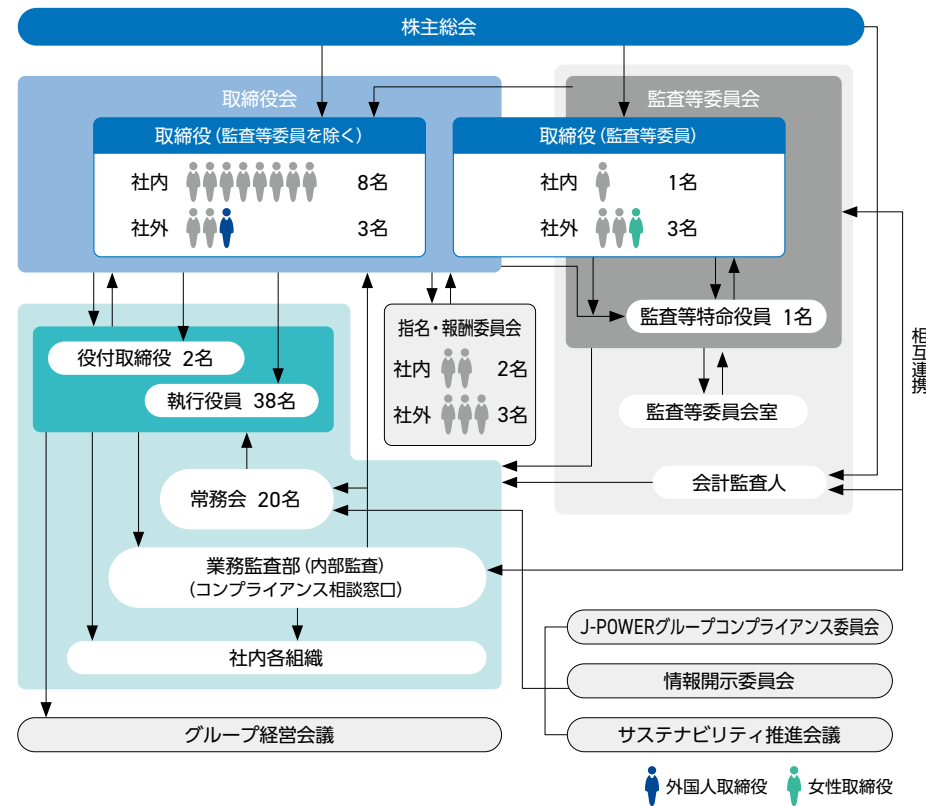 株主総会
取締役会
監査等委員会
取締役(監査等委員を除く)
社内 8名
社外 3名
取締役(監査等委員)
社内 1名
社外 3名
監査等特命役員 1名
指名・報酬委員会
社内 2名
社外 3名
役付取締役 2名
執行役員 38名
監査等委員会室
相互連携
常務会 20名
会計監査人
業務監査部(内部監査)
(コンプライアンス相談窓口)
社内各組織
J-POWERグループコンプライアンス委員会
情報開示委員会
グループ経営会議
サステナビリティ推進会議
外国人取締役
女性取締役